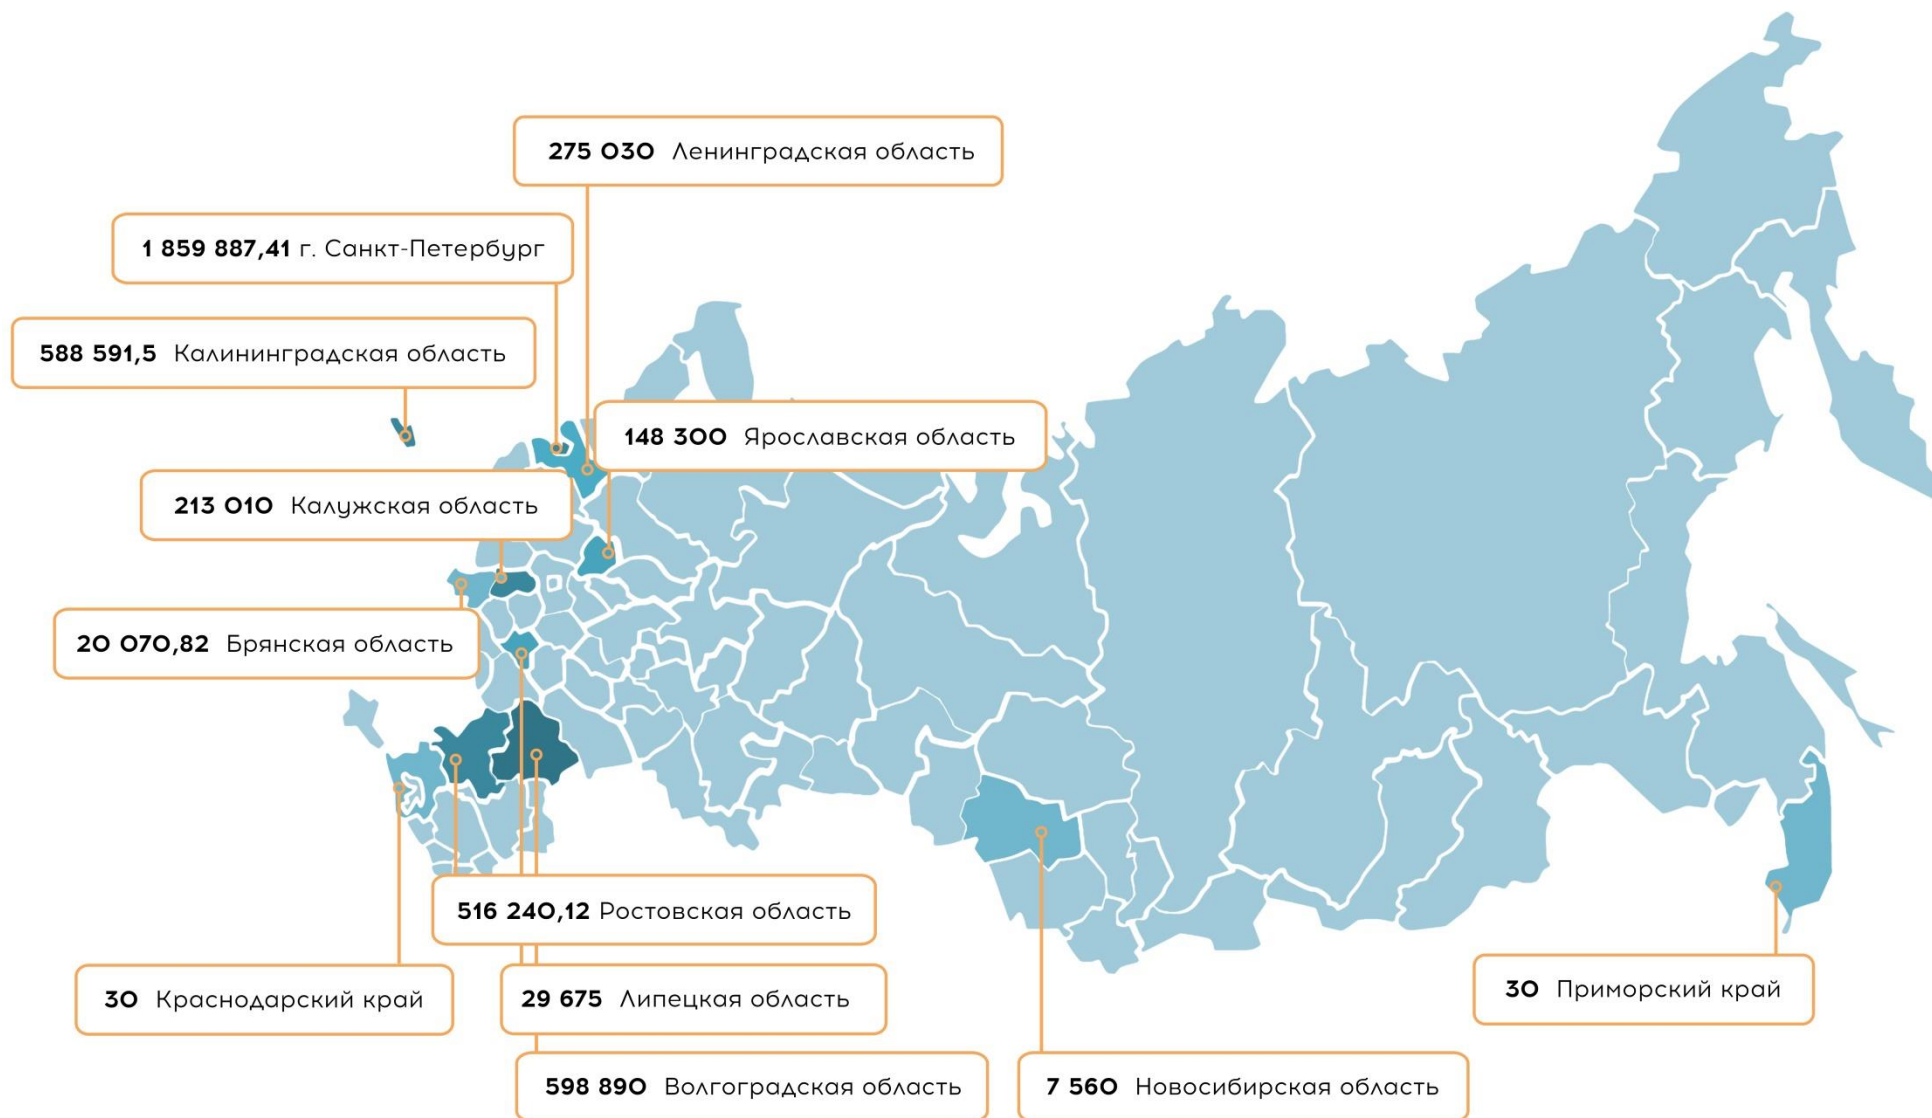 275 030 Ленинградская область
1 859 887,41 г. Санкт-Петербург
588 591,5 Калининградская область
148 300 Ярославская область
213 010 Калужская область
20 070,82 Брянская область
516 240,12 Ростовская область
30 Краснодарский край
29 675 Липецкая область
30 Приморский край
598 890 Волгоградская область
7 560 Новосибирская область